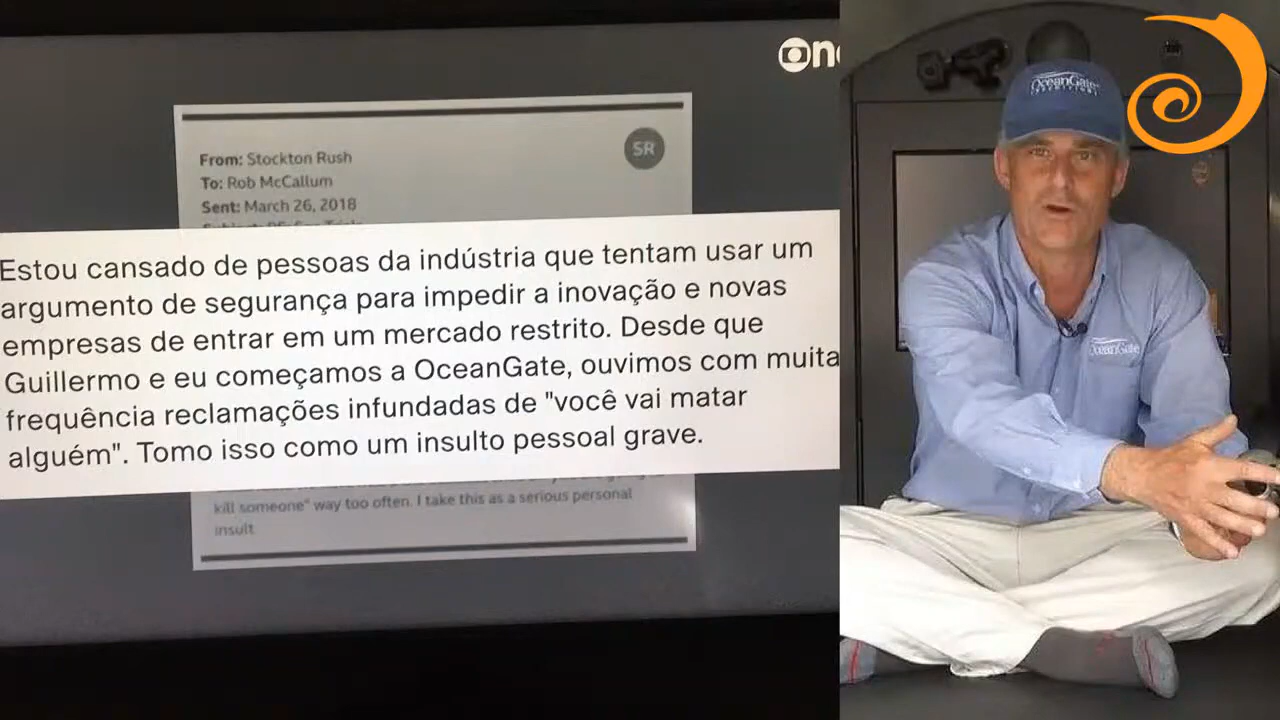 One
From: Stockton Rush
SR
To: Rob McCallum
Sent: March 26, 2018
Estou cansado de pessoas da indústria que tentam usar um
argumento de segurança para impedir a inovação e novas
empresas de entrar em um mercado restrito. Desde que
Guillermo e eu começamos a OceanGate, ouvimos com muita
frequência reclamações infundadas de "você vai matar
alguém". Tomo isso como um insulto pessoal grave.
kill someone" way too often. I take this as a serious personal
insult
OceanGate
OceanGate